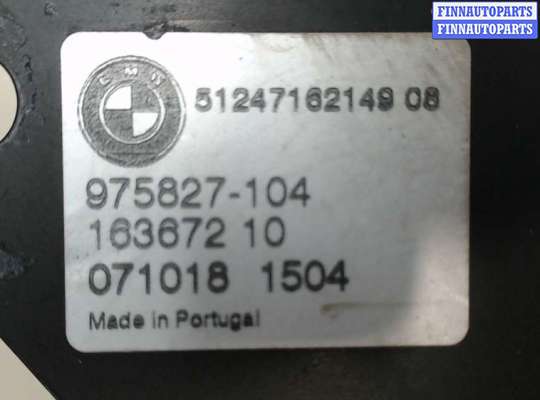 FINNAUTOPARTS
FINNAUTOPARTS
BMW
51247162149 08
975827-104
163672 10
071018 1504
Made in Portugal